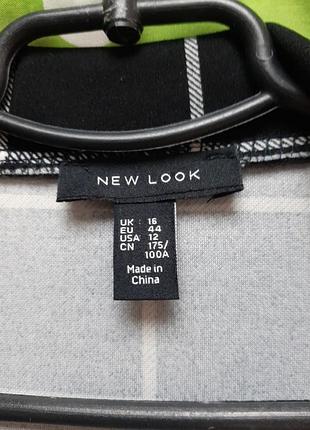 NEW LOOK
UK : 16
EU : 44
USA: 12
CN : 175/
100A
Made in
China